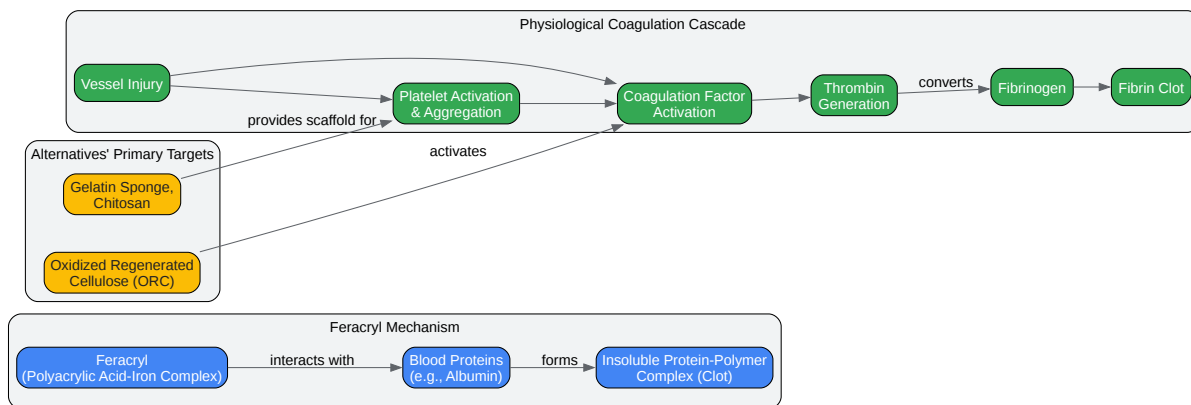 Physiological Coagulation Cascade
Vessel Injury
Platelet Activation
& Aggregation
Coagulation Factor
Activation
Thrombin
Generation
converts
Fibrinogen
Fibrin Clot
provides scaffold for
activates
Alternatives' Primary Targets
Gelatin Sponge,
Chitosan
Oxidized Regenerated
Cellulose (ORC)
Feracryl Mechanism
Feracryl
(Polyacrylic Acid-Iron Complex)
interacts with
Blood Proteins
(e.g., Albumin)
forms
Insoluble Protein-Polymer
Complex (Clot)